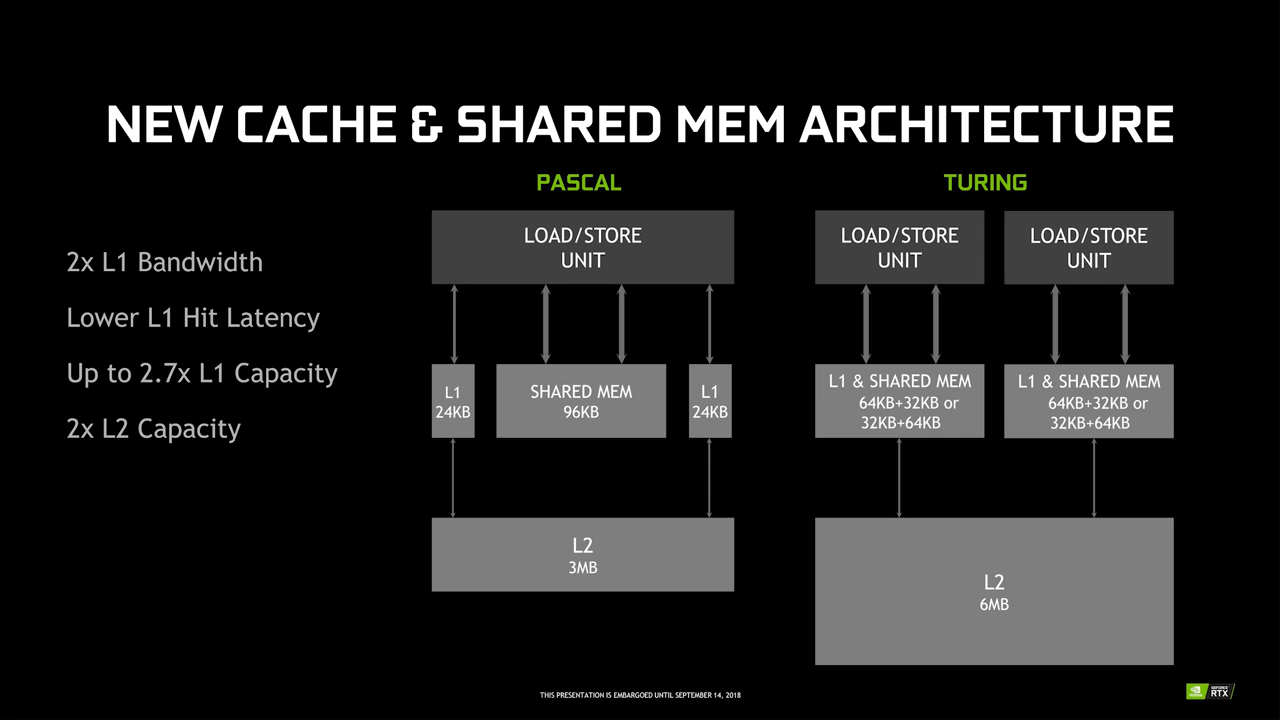 NEW CACHE & SHARED MEM ARCHITECTURE
PASCAL
TURING
2x L1 Bandwidth
Lower L1 Hit Latency
Up to 2.7x L1 Capacity
2x L2 Capacity
LOAD/STORE
UNIT
L1
24KB
SHARED MEM
96KB
L1
24KB
L2
3MB
LOAD/STORE
UNIT
LOAD/STORE
UNIT
L1 & SHARED MEM
64KB+32KB or
32KB+64KB
L1 & SHARED MEM
64KB+32KB or
32KB+64KB
L2
6MB
THIS PRESENTATION IS EMBARGOED UNTIL SEPTEMBER 14, 2018
NVIDIA
GEFORCE
RTX